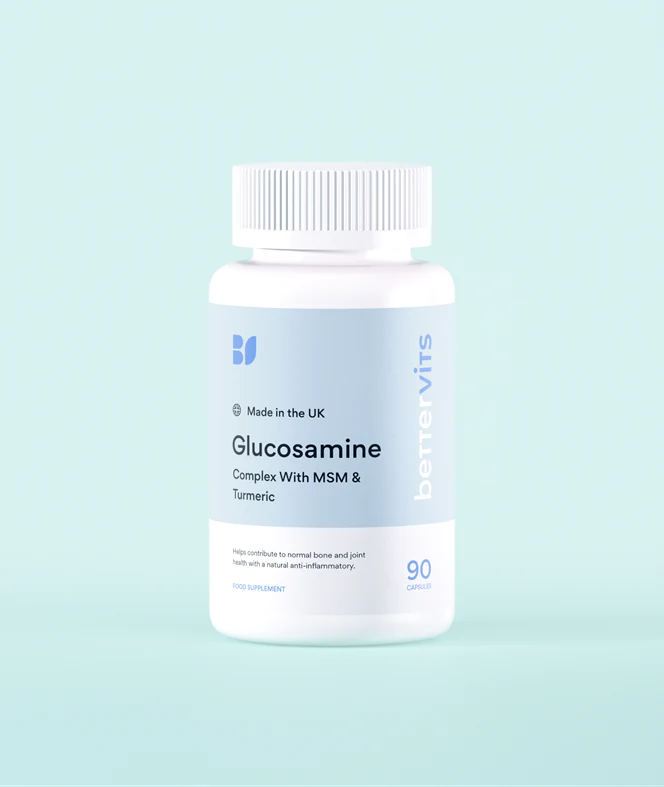 Made in the UK
Glucosamine
Complex With MSM &
Turmeric
Helps contribute to normal bone and joint
health with a natural anti-inflammatory.
FOOD SUPPLEMENT
90
CAPSULES
betterviTs